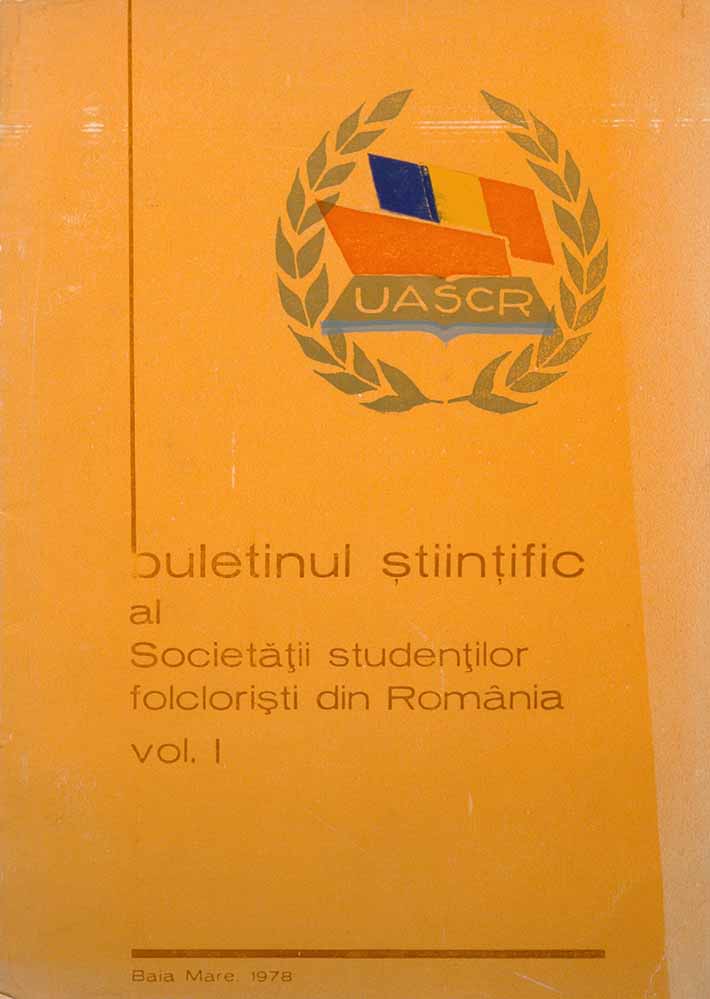 UASCR
buletinul științific
al
Societăţii studenţilor
folclorişti din România
vol. I
Baia Mare. 1978